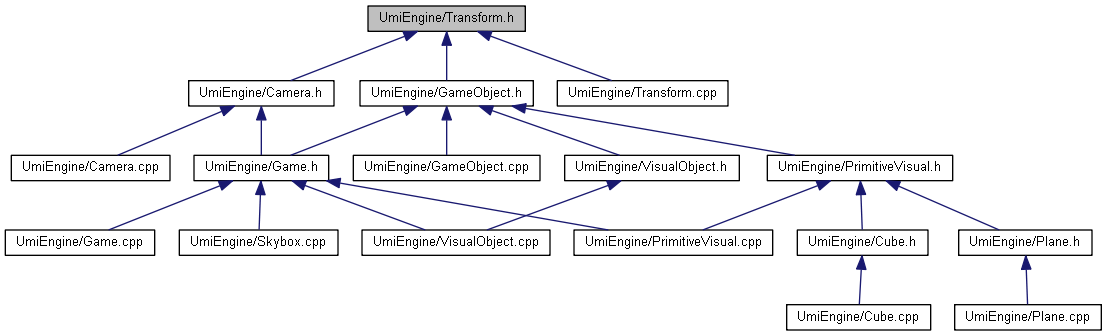 UmiEngine/Transform.h
UmiEngine/Camera.h
UmiEngine/GameObject.h
UmiEngine/Transform.cpp
UmiEngine/Camera.cpp
UmiEngine/Game.h
UmiEngine/GameObject.cpp
UmiEngine/VisualObject.h
UmiEngine/PrimitiveVisual.h
UmiEngine/Game.cpp
UmiEngine/Skybox.cpp
UmiEngine/VisualObject.cpp
UmiEngine/PrimitiveVisual.cpp
UmiEngine/Cube.h
UmiEngine/Plane.h
UmiEngine/Cube.cpp
UmiEngine/Plane.cpp